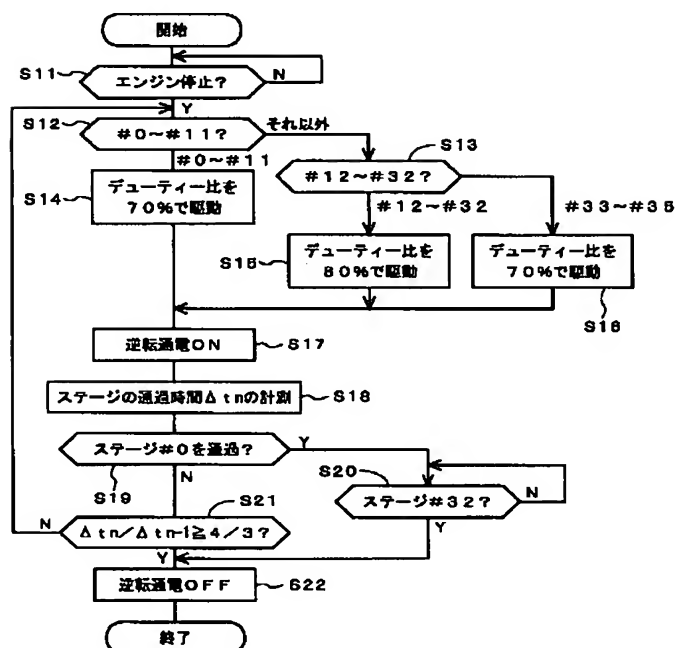 開始
S11
エンジン停止？
N
Y
S12
#0～#11？
それ以外
S13
#0～#11
#12～#32？
S14
デューティー比を
70％で駆動
#12～#32
#33～#35
S15
デューティー比を
80％で駆動
デューティー比を
70％で駆動
S16
逆転通電ON
S17
ステージの通過時間Δtnの計測
S18
ステージ#0を通過？
Y
S19
N
S20
ステージ#32？
N
S21
N
Δtn／Δtn-1≧4／3？
Y
Y
逆転通電OFF
S22
終了